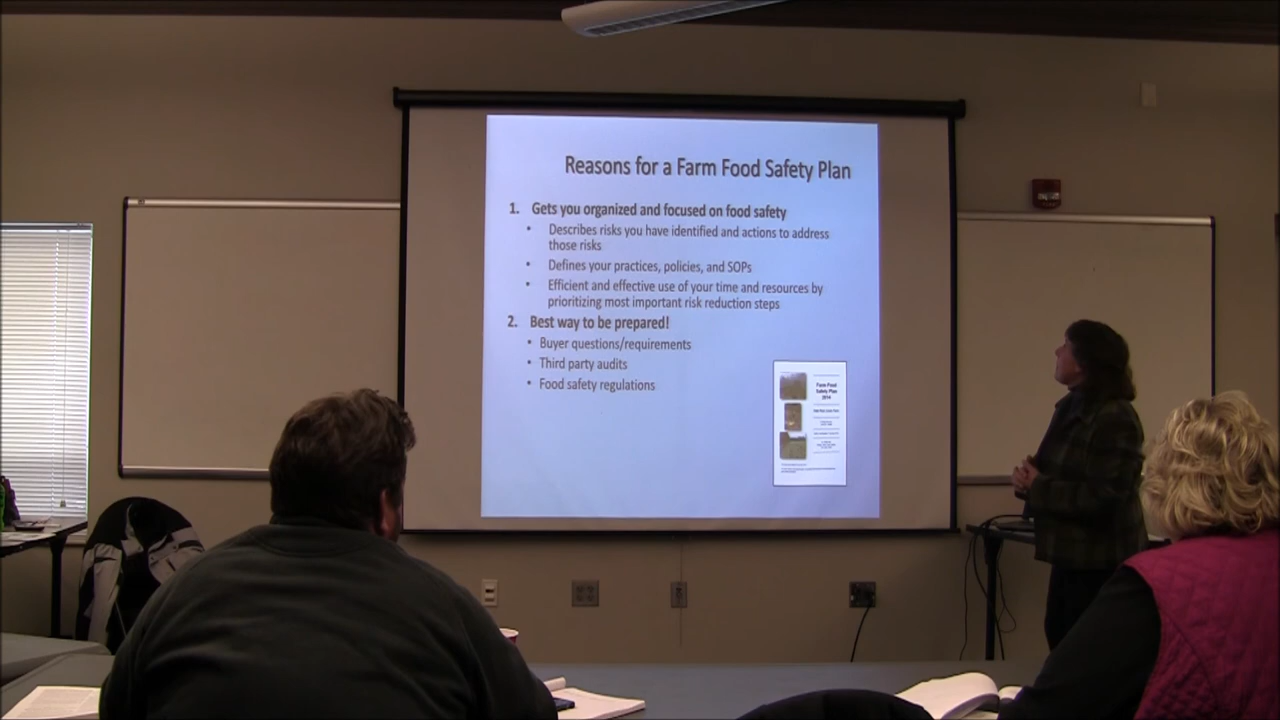 Reasons for a Farm Food Safety Plan
1. Gets you organized and focused on food safety
• Describes risks you have identified and actions to address
those risks
• Defines your practices, policies, and SOPs
• Efficient and effective use of your time and resources by
prioritizing most important risk reduction steps
2. Best way to be prepared!
• Buyer questions/requirements
• Third party audits
• Food safety regulations
Farm Food
Safety Plan
2014